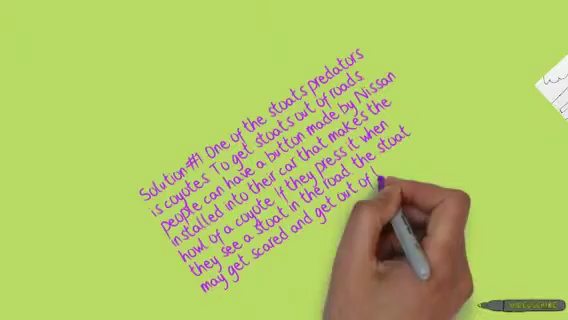 Solution #1 One of the stoats predators
is coyotes. To get stoats out of roads
people can have a button made by Nissan
installed into their car that makes the
howl of a coyote. If they press it when
they see a stoat in the road, the stoat
may get scared and get out of